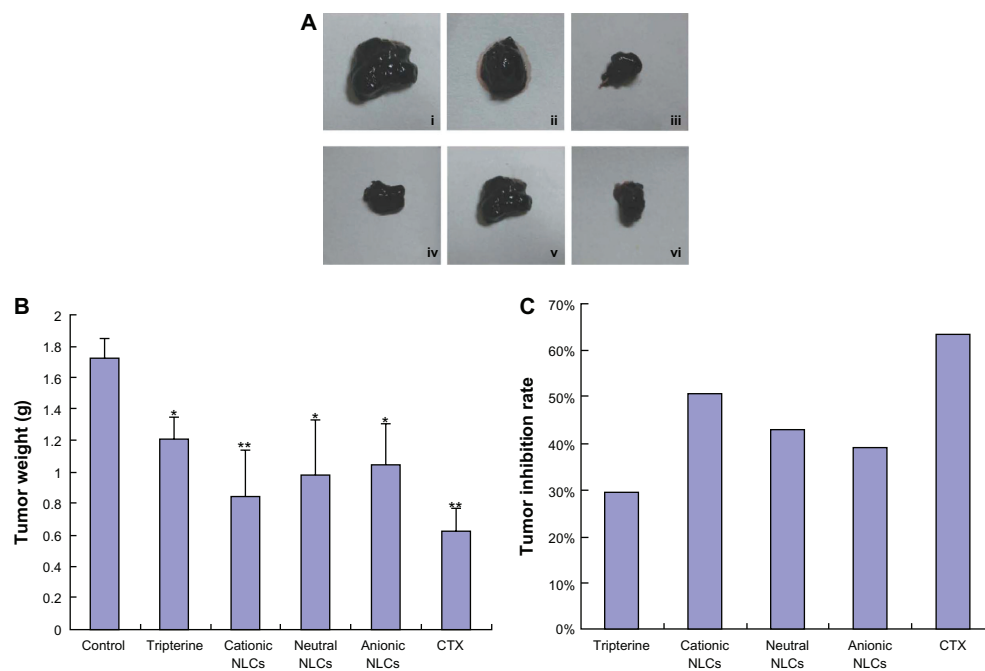 A
i
ii
iii
iv
v
vi
B
Tumor weight (g)
2
1.8
1.6
1.4
1.2
1
0.8
0.6
0.4
0.2
0
*
**
*
*
**
Control Tripterine Cationic NLCs Neutral NLCs Anionic NLCs CTX
C
Tumor inhibition rate
70%
60%
50%
40%
30%
20%
10%
0%
Tripterine Cationic NLCs Neutral NLCs Anionic NLCs CTX